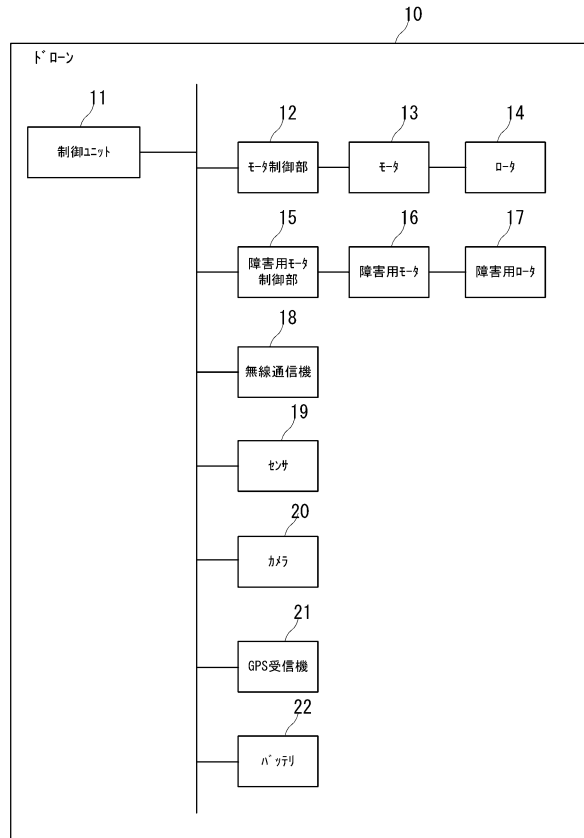 10
ﾄﾞﾛｰﾝ
11
制御ﾕﾆｯﾄ
12
ﾓｰﾀ制御部
13
ﾓｰﾀ
14
ﾛｰﾀ
15
障害用ﾓｰﾀ
制御部
16
障害用ﾓｰﾀ
17
障害用ﾛｰﾀ
18
無線通信機
19
ｾﾝｻ
20
ｶﾒﾗ
21
GPS受信機
22
ﾊﾞｯﾃﾘ